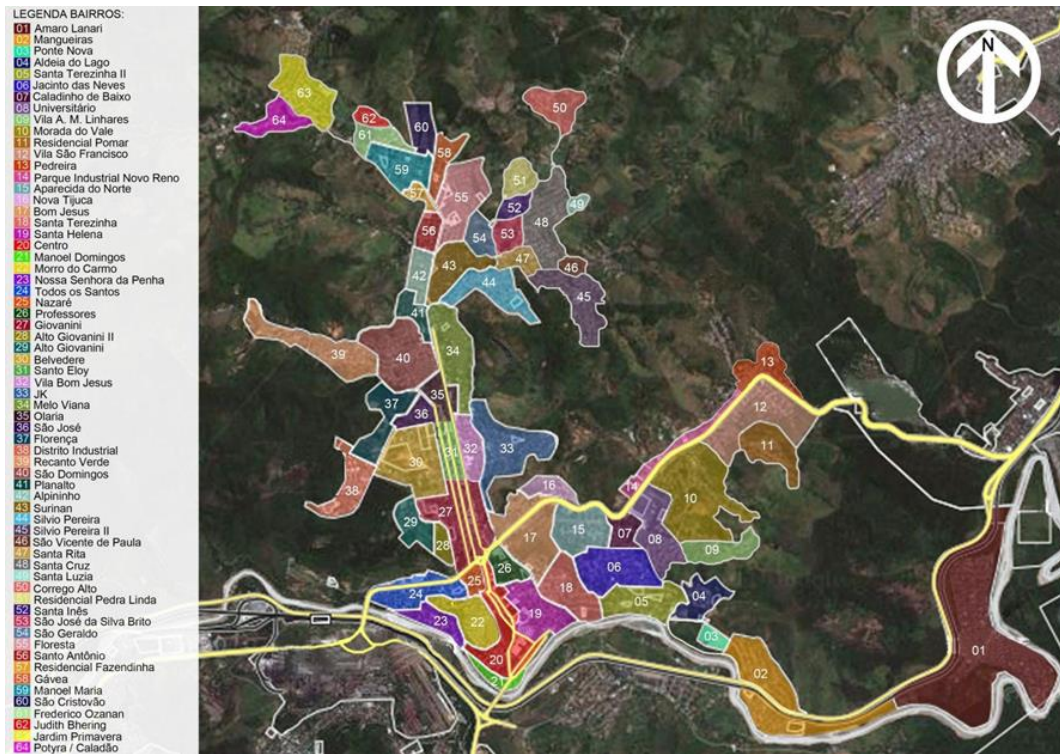 LEGENDA BAIRROS:
01 Amaro Lanari
02 Mangueiras
03 Ponte Nova
04 Aldeia do Lago
05 Santa Terezinha II
06 Jacinto das Neves
07 Caladinho de Baixo
08 Universitário
09 Vila A. M. Linhares
10 Morada do Vale
11 Residencial Pomar
12 Vila São Francisco
13 Pedreira
14 Parque Industrial Novo Reno
15 Aparecida do Norte
16 Nova Tijuca
17 Bom Jesus
18 Santa Terezinha
19 Santa Helena
20 Centro
21 Manoel Domingos
22 Morro do Carmo
23 Nossa Senhora da Penha
24 Todos os Santos
25 Nazaré
26 Professores
27 Giovanini
28 Alto Giovanini II
29 Alto Giovanini
30 Belvedere
31 Santo Eloy
32 Vila Bom Jesus
33 JK
34 Melo Viana
35 Olaria
36 São José
37 Florença
38 Distrito Industrial
39 Recanto Verde
40 São Domingos
41 Planalto
42 Alpininho
43 Surinan
44 Silvio Pereira
45 Silvio Pereira II
46 São Vicente de Paula
47 Santa Rita
48 Santa Cruz
49 Santa Luzia
50 Corrego Alto
51 Residencial Pedra Linda
52 Santa Inês
53 São José da Silva Brito
54 São Geraldo
55 Floresta
56 Santo Antônio
57 Residencial Fazendinha
58 Gávea
59 Manoel Maria
60 São Cristovão
61 Frederico Ozanan
62 Judith Bhering
Jardim Primavera
64 Potyra / Caladão
N
63
64
62
61
60
59
58
57
50
55
51
52
49
48
56
54
53
47
46
43
42
44
45
41
34
39
40
13
35
37
36
12
11
31
32
33
39
38
16
14
10
27
29
28
17
15
07
08
09
26
06
25
18
24
05
04
23
22
19
03
20
21
02
01